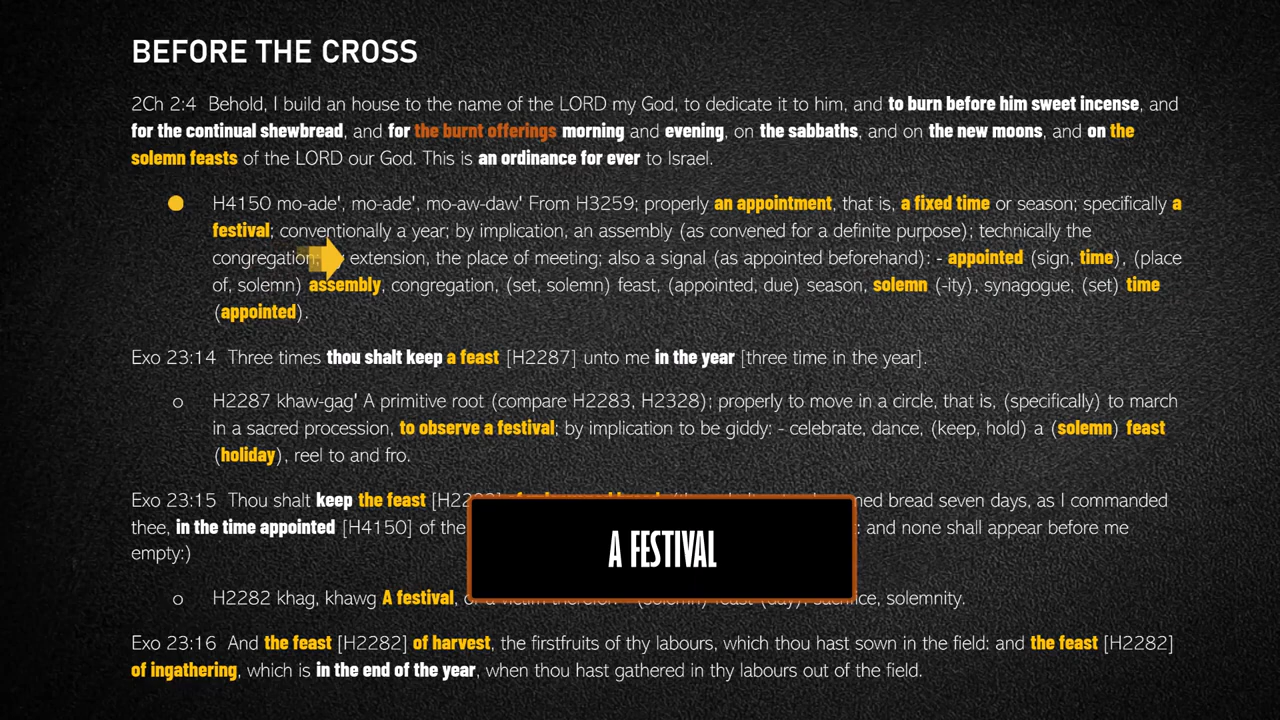 BEFORE THE CROSS
2Ch 2:4 Behold, I build an house to the name of the LORD my God, to dedicate it to him, and to burn before him sweet incense, and
for the continual shewbread, and for the burnt offerings morning and evening, on the sabbaths, and on the new moons, and on the
solemn feasts of the LORD our God. This is an ordinance for ever to Israel.
H4150 mo-ade', mo-ade', mo-aw-daw' From H3259; properly an appointment, that is, a fixed time or season; specifically a
festival; conventionally a year; by implication, an assembly (as convened for a definite purpose); technically the
congregation; extension, the place of meeting; also a signal (as appointed beforehand): - appointed (sign, time), (place
of, solemn) assembly, congregation, (set, solemn) feast, (appointed, due) season, solemn (-ity), synagogue, (set) time
(appointed).
Exo 23:14 Three times thou shalt keep a feast [H2287] unto me in the year [three time in the year].
o H2287 khaw-gag' A primitive root (compare H2283, H2328); properly to move in a circle, that is, (specifically) to march
in a sacred procession, to observe a festival; by implication to be giddy: - celebrate, dance, (keep, hold) a (solemn) feast
(holiday), reel to and fro.
Exo 23:15 Thou shalt keep the feast bread seven days, as I commanded
thee, in the time appointed [H4150] of the : and none shall appear before me
empty:)
A FESTIVAL
o H2282 khag, khawg A festival, sacrifice, solemnity.
Exo 23:16 And the feast [H2282] of harvest, the firstfruits of thy labours, which thou hast sown in the field: and the feast [H2282]
of ingathering, which is in the end of the year, when thou hast gathered in thy labours out of the field.